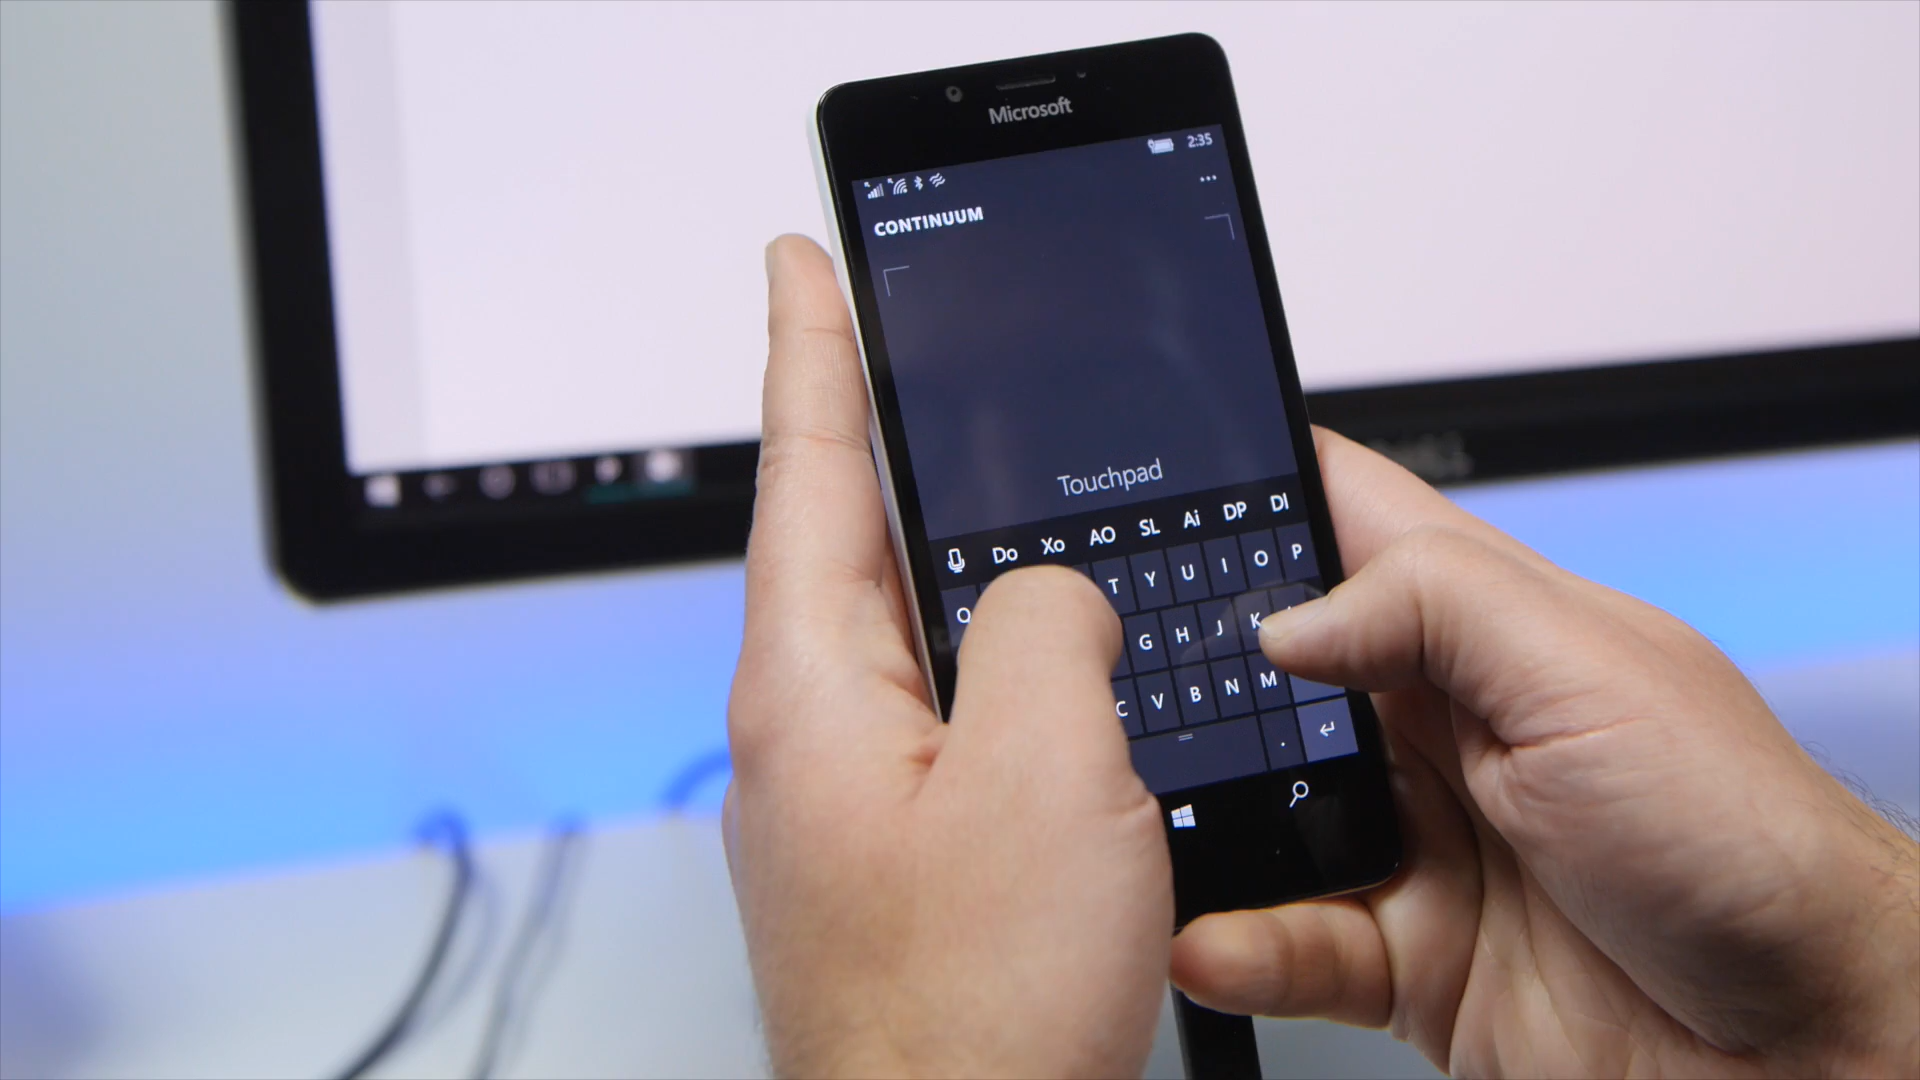 Microsoft
2:35
CONTINUUM
Touchpad
Do Xo AO SL Ai DP DI
Q T Y U I O P
G H J K
C V B N M
.